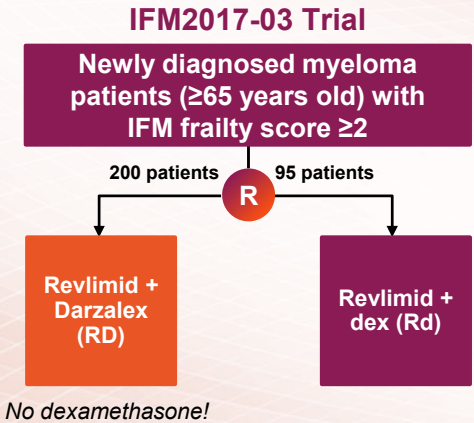 IFM2017-03 Trial
Newly diagnosed myeloma
patients (≥65 years old) with
IFM frailty score ≥2
200 patients
95 patients
R
Revlimid +
Darzalex
(RD)
Revlimid +
dex (Rd)
No dexamethasone!